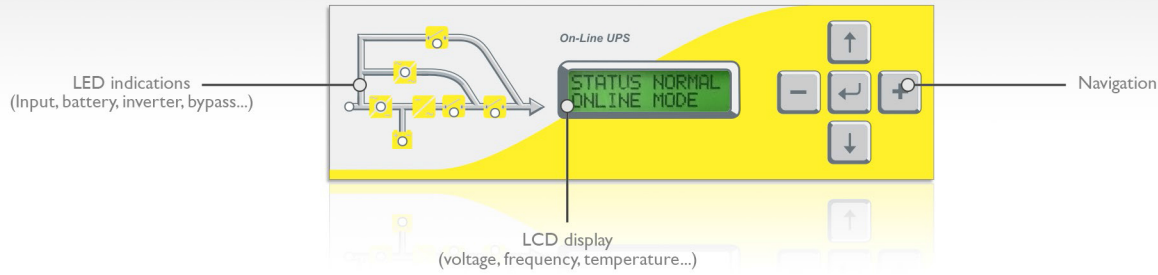 On-Line UPS
LED indications
(Input, battery, inverter, bypass...)
STATUS NORMAL
ONLINE MODE
Navigation
LCD display
(voltage, frequency, temperature...)